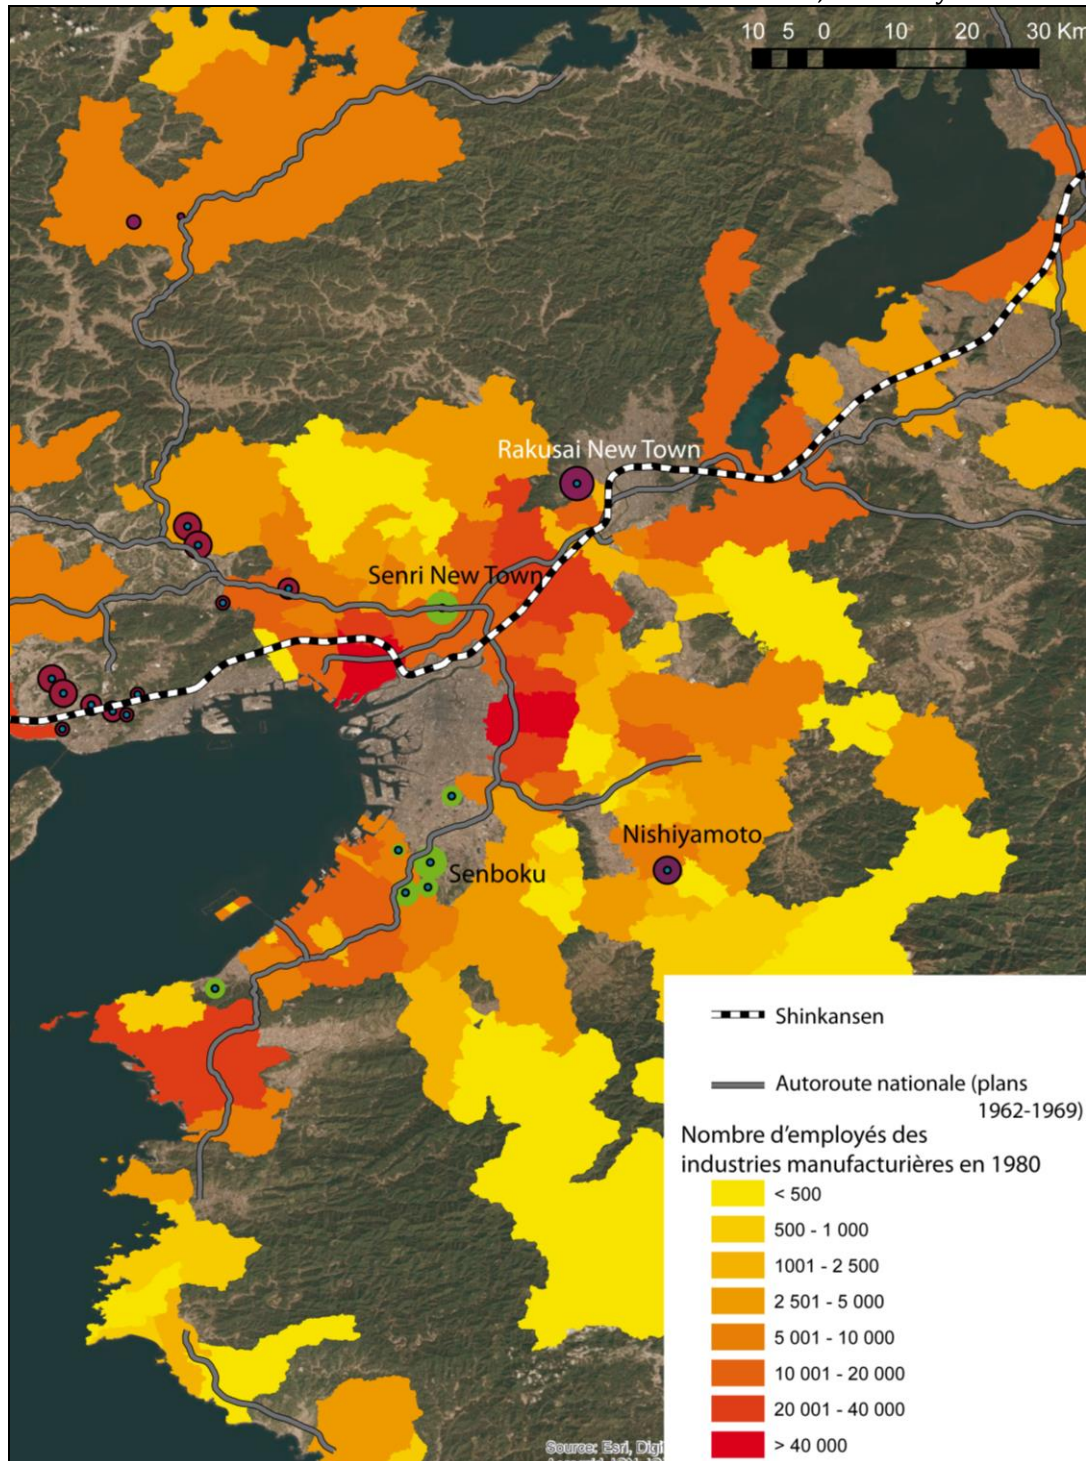 10 5 0 10 20 30 Km
Rakusai New Town
Senri New Town
Nishiyamoto
Senboku
Shinkansen
Autoroute nationale (plans
1962-1969)
Nombre d'employés des
industries manufacturières en 1980
< 500
500 - 1 000
1001 - 2 500
2 501 - 5 000
5 001 - 10 000
10 001 - 20 000
20 001 - 40 000
> 40 000
Source: Esri, Digi